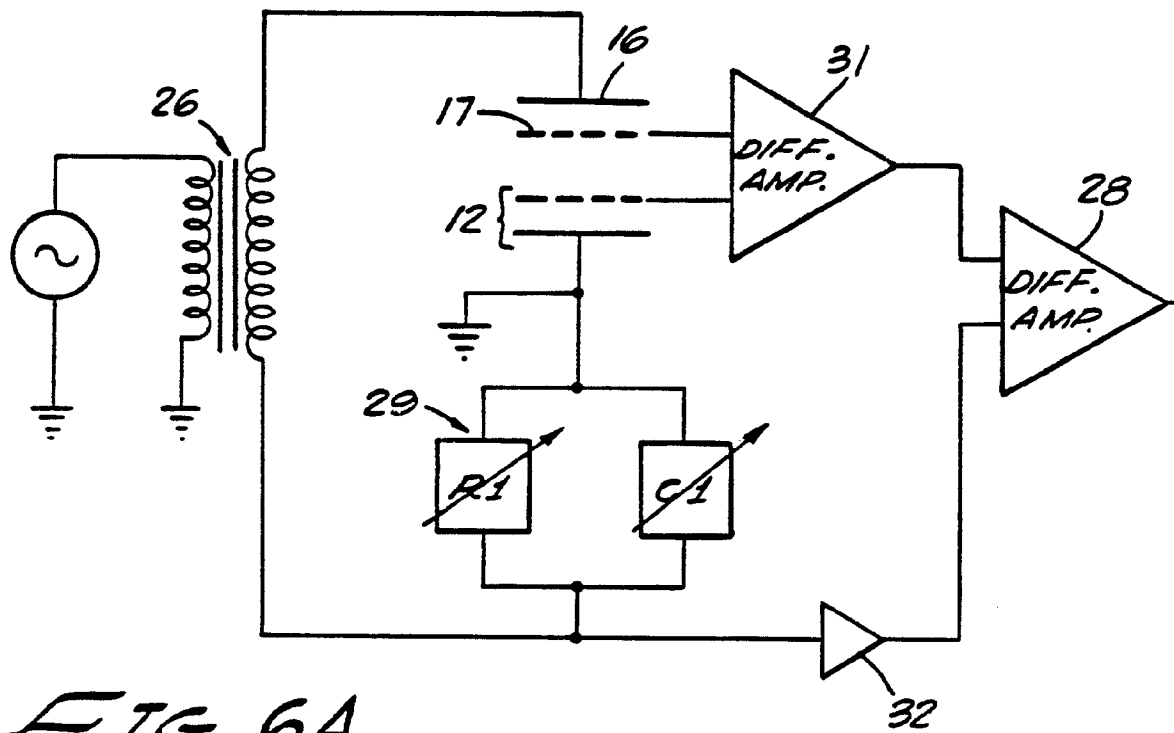 16
31
26
17
DIFF.
AMP.
12
28
DIFF.
AMP.
29
R1
C1
32
FIG. 6A